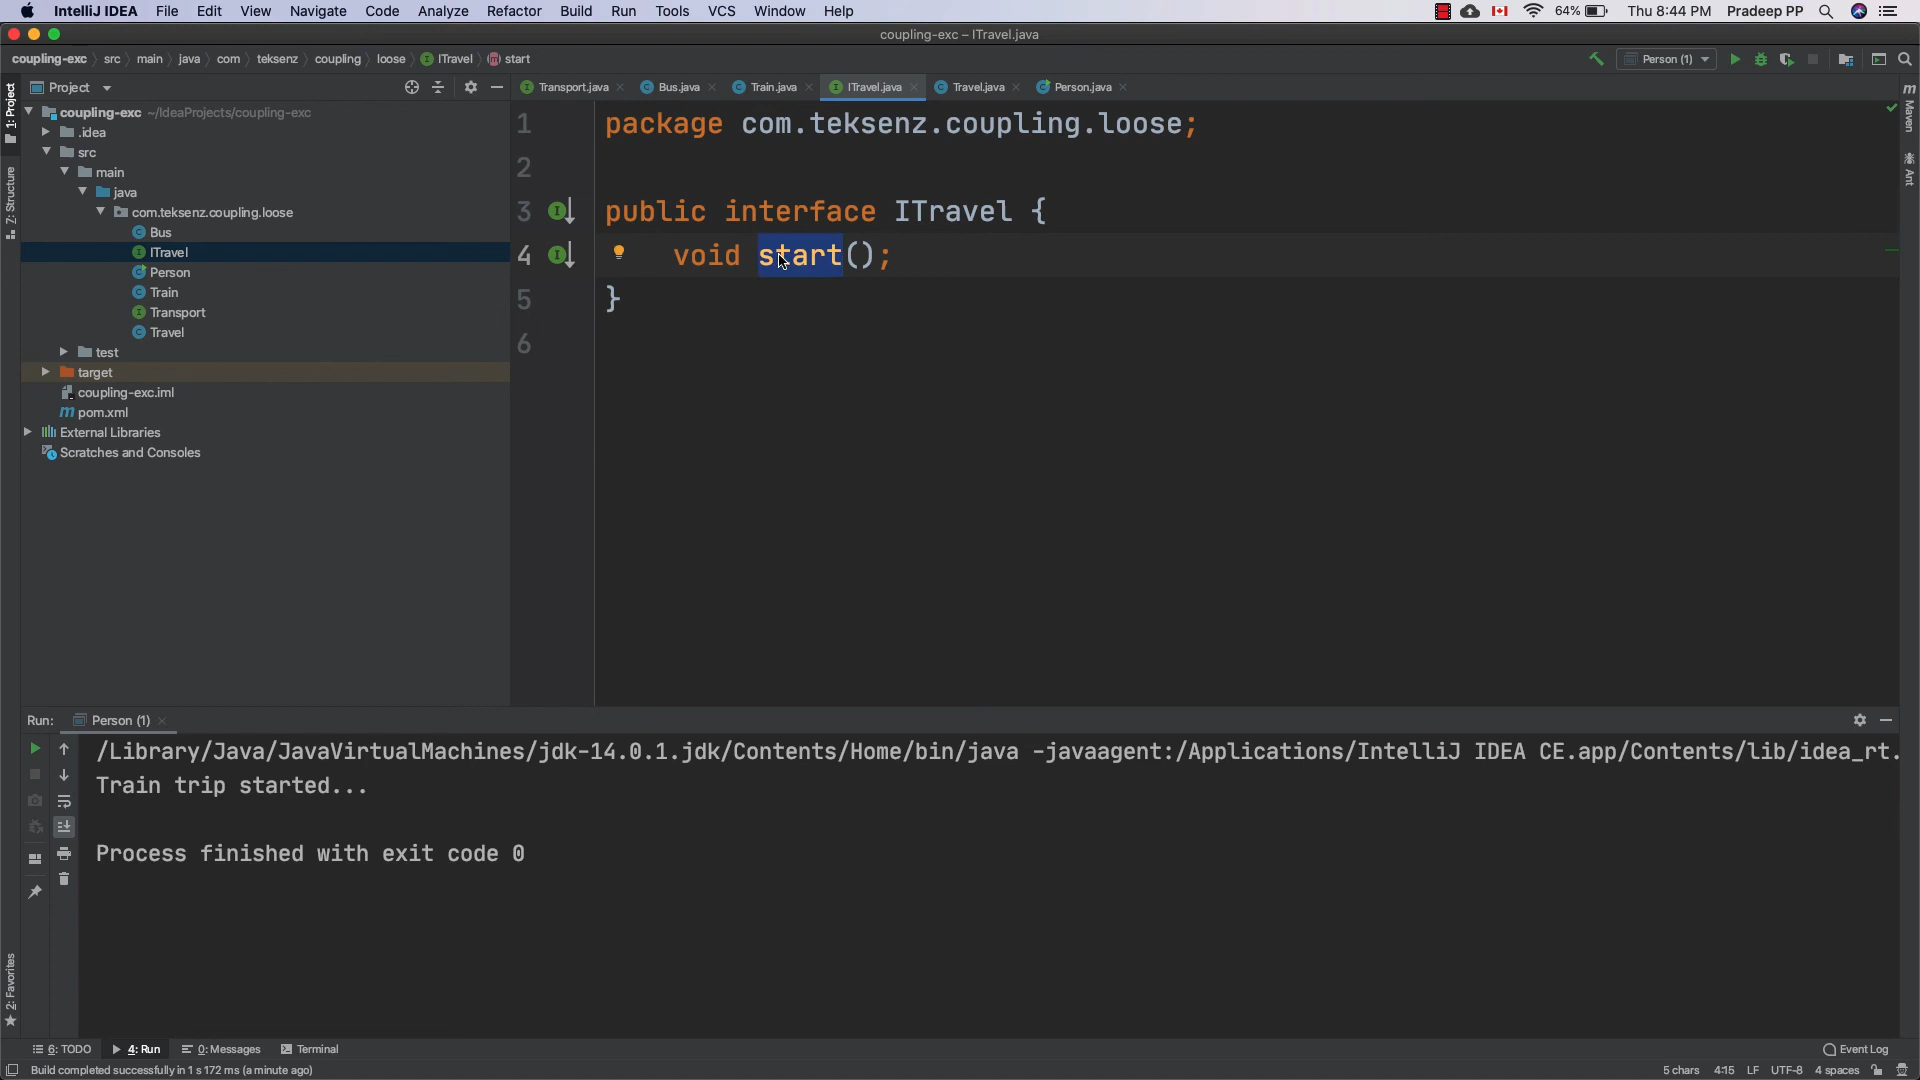 IntelliJ IDEA File Edit View Navigate Code Analyze Refactor Build Run Tools VCS Window Help 64% Thu 8:44 PM Pradeep PP
coupling-exc – ITravel.java
coupling-exc src main java com teksenz coupling loose ITravel start Person (1)
Project
Transport.java Bus.java Train.java ITravel.java Travel.java Person.java
1: Project
Z: Structure
2: Favorites
Maven
Ant
coupling-exc ~/IdeaProjects/coupling-exc
.idea
src
main
java
com.teksenz.coupling.loose
Bus
ITravel
Person
Train
Transport
Travel
test
target
coupling-exc.iml
pom.xml
External Libraries
Scratches and Consoles
1 package com.teksenz.coupling.loose;
2
3 public interface ITravel {
4 void start();
5 }
6
Run: Person (1)
/Library/Java/JavaVirtualMachines/jdk-14.0.1.jdk/Contents/Home/bin/java -javaagent:/Applications/IntelliJ IDEA CE.app/Contents/lib/idea_rt.
Train trip started...
Process finished with exit code 0
6: TODO 4: Run 0: Messages Terminal Event Log
Build completed successfully in 1 s 172 ms (a minute ago) 5 chars 4:15 LF UTF-8 4 spaces